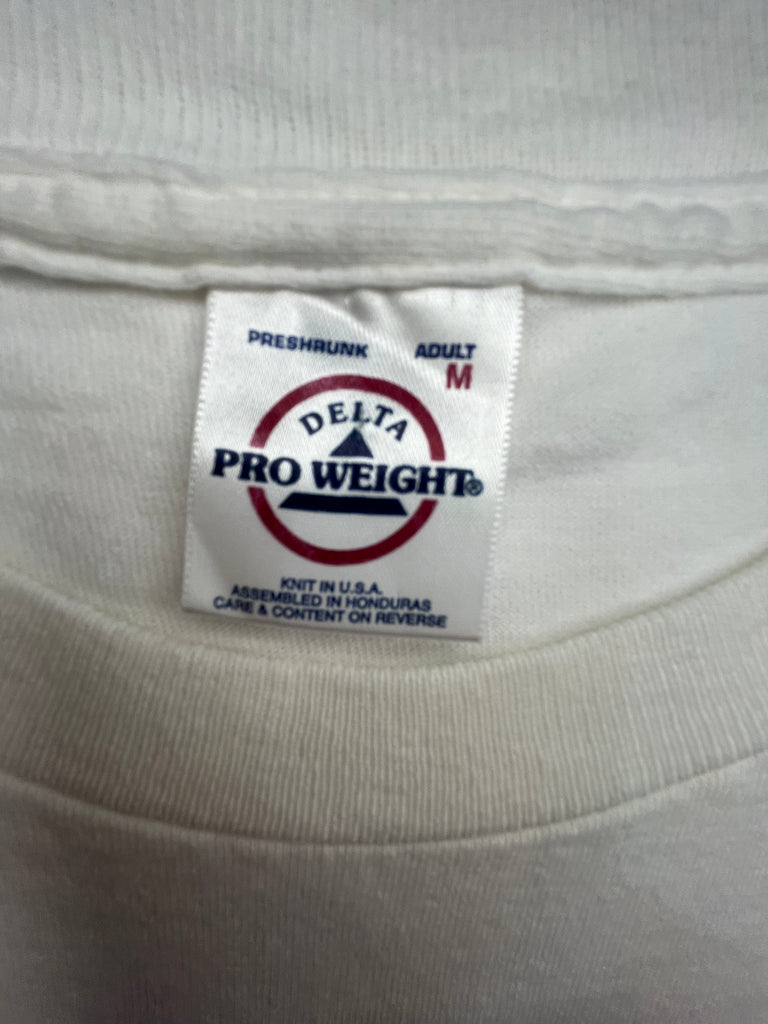 PRESHRUNK ADULT
M
DELTA
PRO WEIGHT®
KNIT IN U.S.A.
ASSEMBLED IN HONDURAS
CARE & CONTENT ON REVERSE